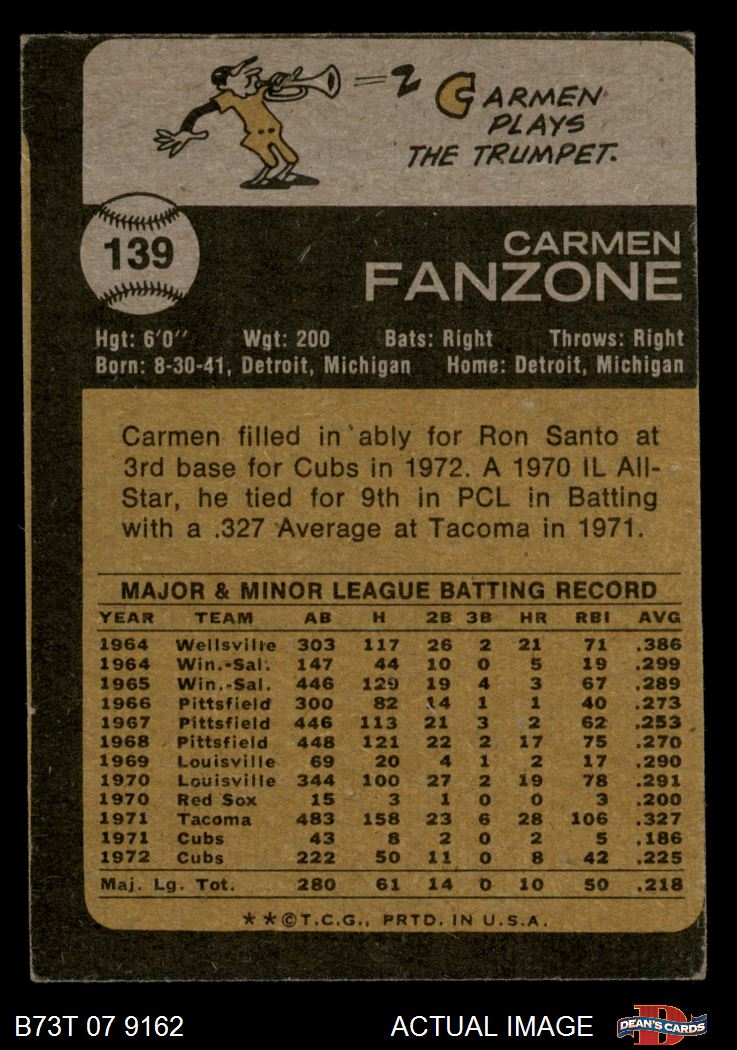 CARMEN
PLAYS
THE TRUMPET.
139
CARMEN
FANZONE
Hgt: 6'0" Wgt: 200 Bats: Right Throws: Right
Born: 8-30-41, Detroit, Michigan Home: Detroit, Michigan
Carmen filled in ably for Ron Santo at
3rd base for Cubs in 1972. A 1970 IL All-
Star, he tied for 9th in PCL in Batting
with a .327 Average at Tacoma in 1971.
MAJOR & MINOR LEAGUE BATTING RECORD
YEAR TEAM AB H 2B 3B HR RBI AVG
1964 Wellsville 303 117 26 2 21 71 .386
1964 Win.-Sal. 147 44 10 0 5 19 .299
1965 Win.-Sal. 446 129 19 4 3 67 .289
1966 Pittsfield 300 82 14 1 1 40 .273
1967 Pittsfield 446 113 21 3 2 62 .253
1968 Pittsfield 448 121 22 2 17 75 .270
1969 Louisville 69 20 4 1 2 17 .290
1970 Louisville 344 100 27 2 19 78 .291
1970 Red Sox 15 3 1 0 0 3 .200
1971 Tacoma 483 158 23 6 28 106 .327
1971 Cubs 43 8 2 0 2 5 .186
1972 Cubs 222 50 11 0 8 42 .225
Maj. Lg. Tot. 280 61 14 0 10 50 .218
★★©T.C.G., PRTD. IN U.S.A.
B73T 07 9162 ACTUAL IMAGE D DEAN'S CARDS